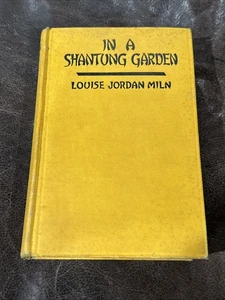 IN A
SHANTUNG GARDEN
LOUISE JORDAN MILN